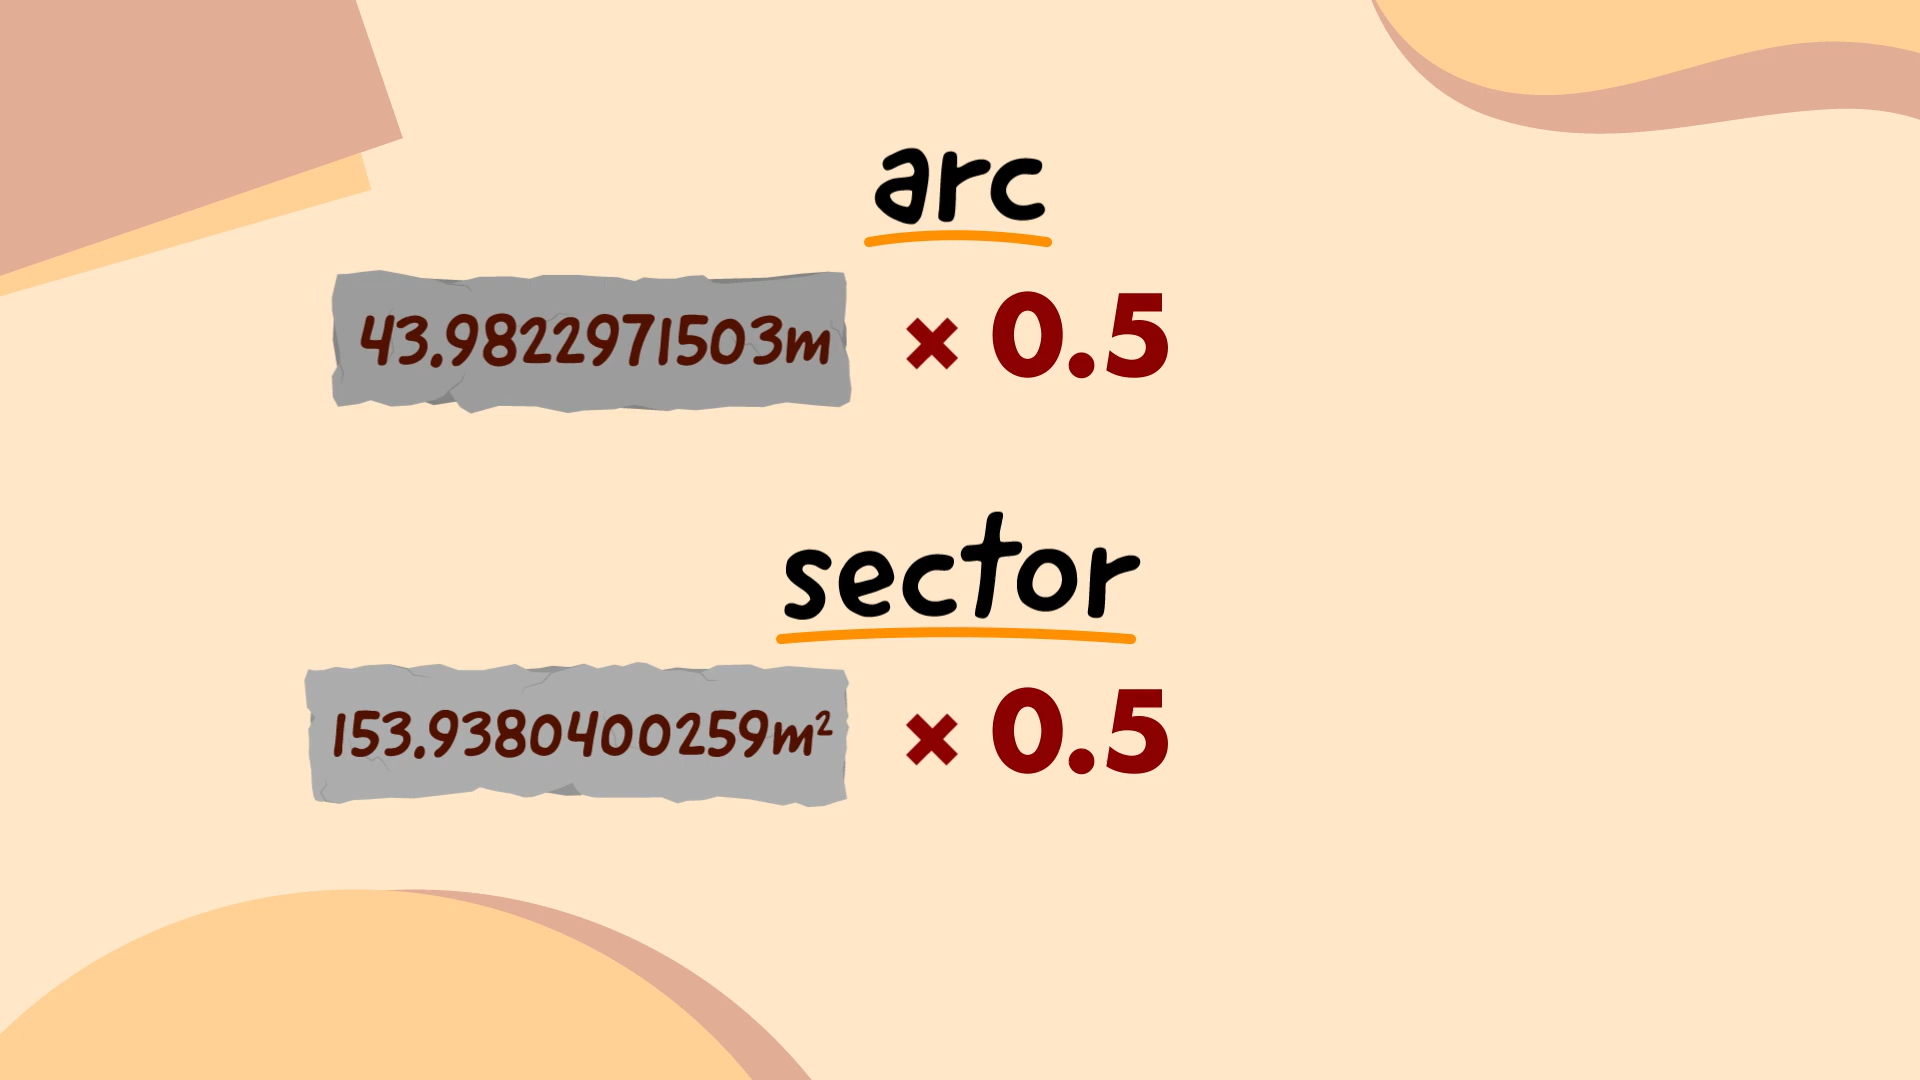 arc
43.9822971503m × 0.5
sector
153.9380400259m² × 0.5